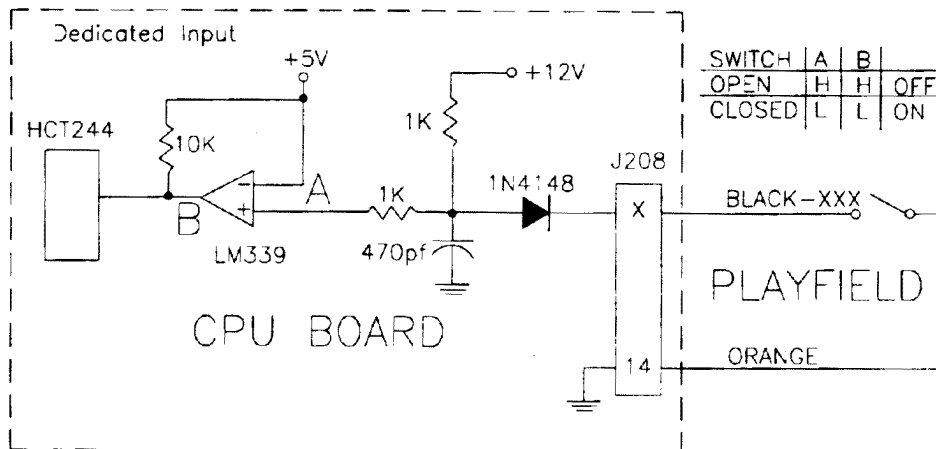 Dedicated Input
+5V
+12V
SWITCH A B
OPEN H H OFF
CLOSED L L ON
HCT244
10K
1K
J208
1N4148
A
1K
X
BLACK-XXX
-
+
B
LM339
470pf
PLAYFIELD
CPU BOARD
14
ORANGE